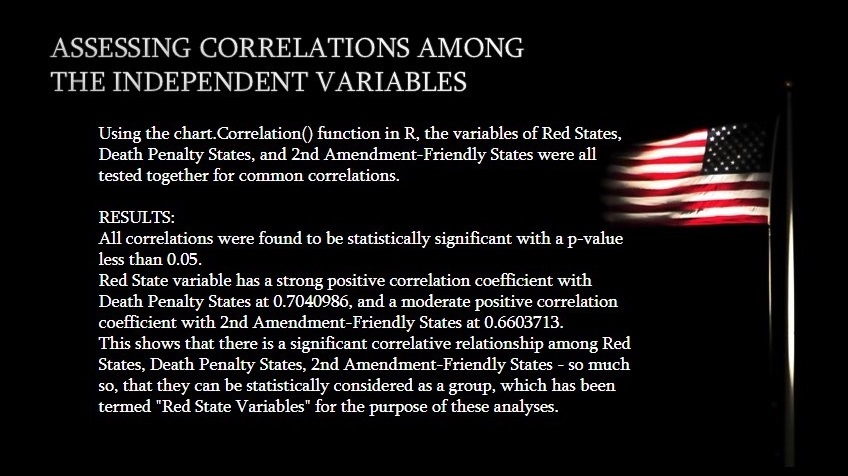 ASSESSING CORRELATIONS AMONG
THE INDEPENDENT VARIABLES
Using the chart.Correlation() function in R, the variables of Red States,
Death Penalty States, and 2nd Amendment-Friendly States were all
tested together for common correlations.
RESULTS:
All correlations were found to be statistically significant with a p-value
less than 0.05.
Red State variable has a strong positive correlation coefficient with
Death Penalty States at 0.7040986, and a moderate positive correlation
coefficient with 2nd Amendment-Friendly States at 0.6603713.
This shows that there is a significant correlative relationship among Red
States, Death Penalty States, 2nd Amendment-Friendly States - so much
so, that they can be statistically considered as a group, which has been
termed "Red State Variables" for the purpose of these analyses.